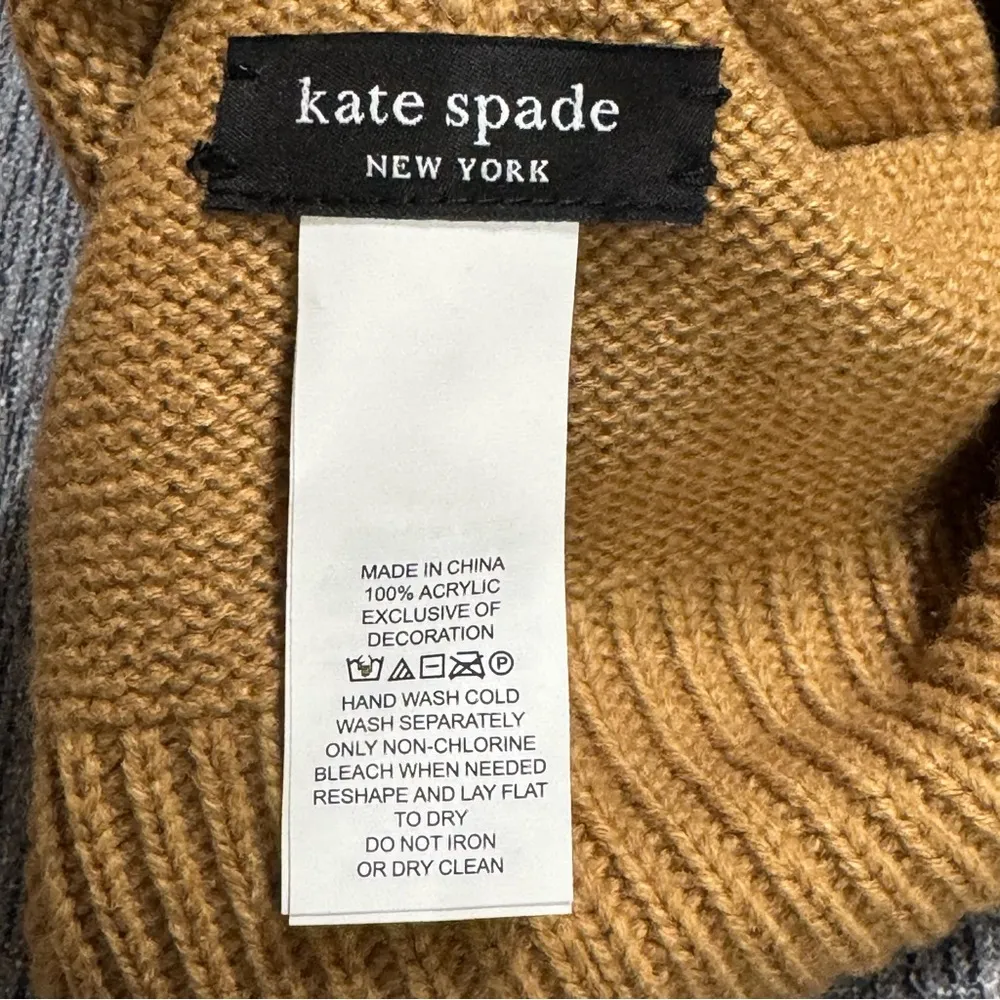 kate spade
NEW YORK
MADE IN CHINA
100% ACRYLIC
EXCLUSIVE OF
DECORATION
P
HAND WASH COLD
WASH SEPARATELY
ONLY NON-CHLORINE
BLEACH WHEN NEEDED
RESHAPE AND LAY FLAT
TO DRY
DO NOT IRON
OR DRY CLEAN